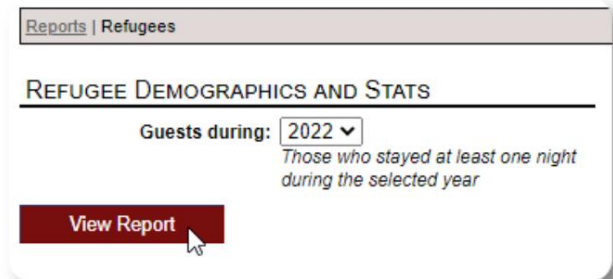 Reports | Refugees
REFUGEE DEMOGRAPHICS AND STATS
Guests during: 2022
Those who stayed at least one night
during the selected year
View Report